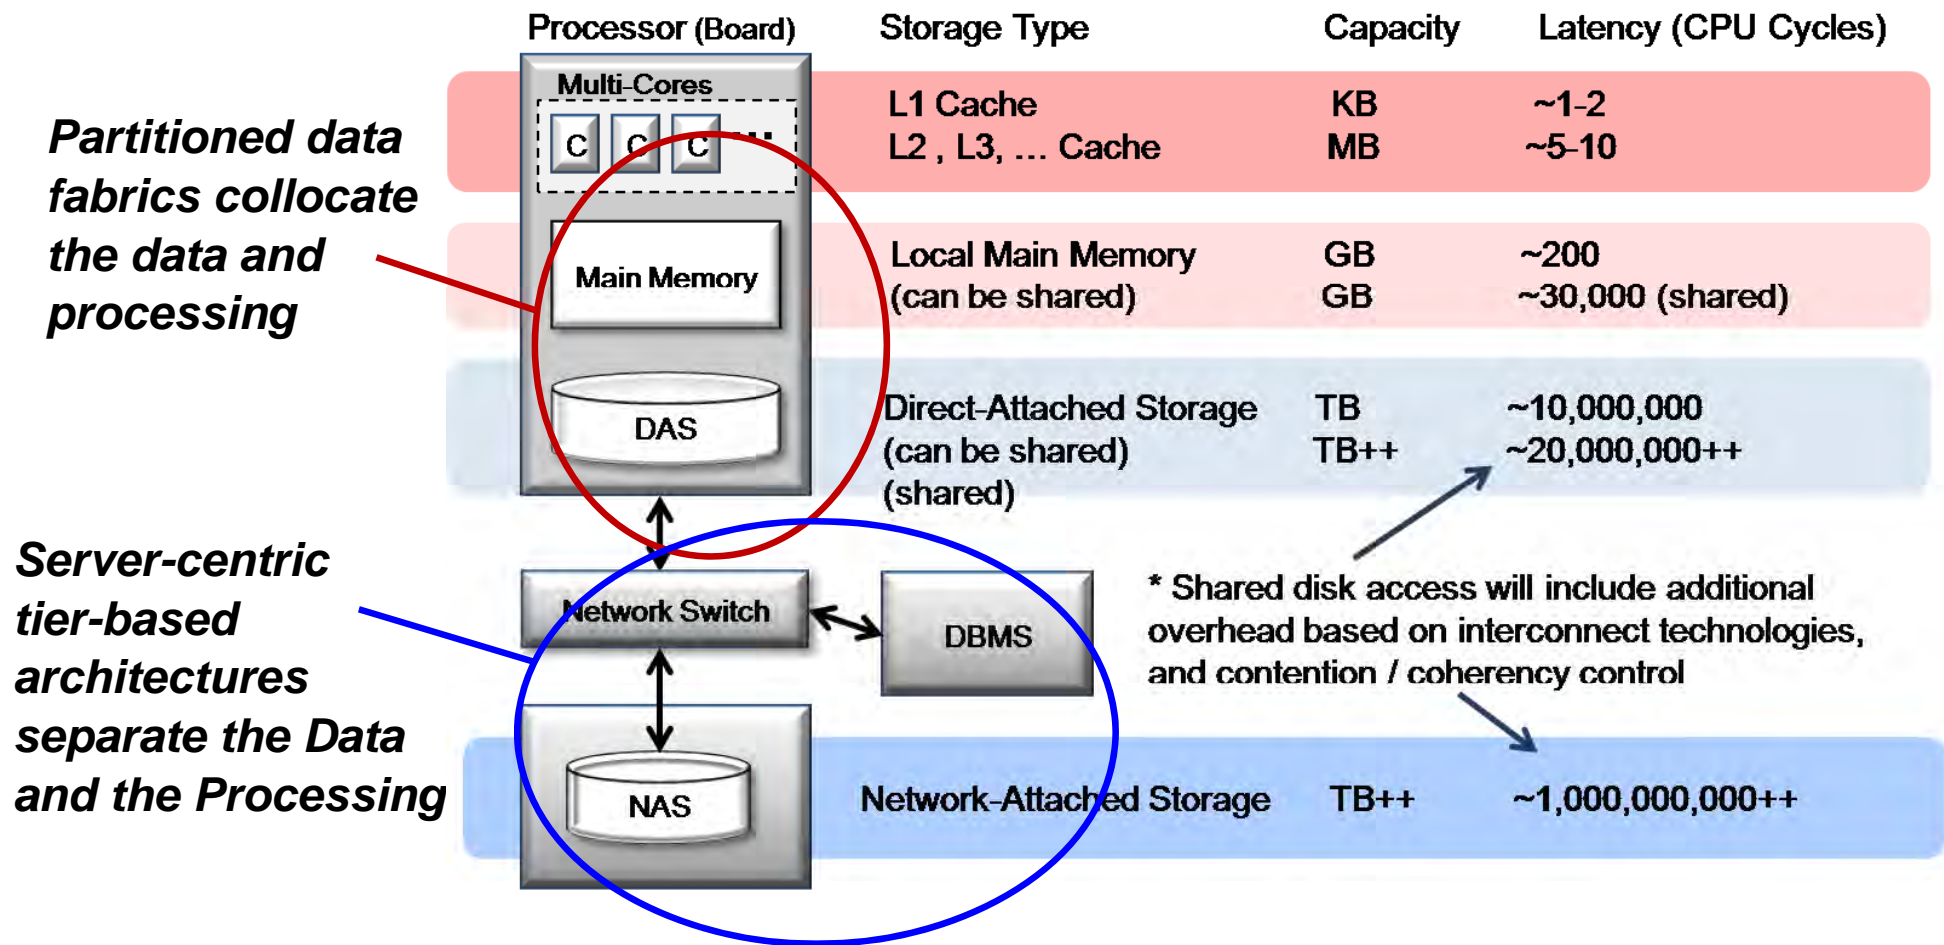 Processor (Board) Storage Type Capacity Latency (CPU Cycles)
Multi-Cores
C C C ...
L1 Cache KB ~1-2
L2 , L3, ... Cache MB ~5-10
Partitioned data
fabrics collocate
the data and
processing
Main Memory
Local Main Memory GB ~200
(can be shared) GB ~30,000 (shared)
DAS
Direct-Attached Storage TB ~10,000,000
(can be shared) TB++ ~20,000,000++
(shared)
Server-centric
tier-based
architectures
separate the Data
and the Processing
Network Switch
DBMS
* Shared disk access will include additional
overhead based on interconnect technologies,
and contention / coherency control
NAS
Network-Attached Storage TB++ ~1,000,000,000++